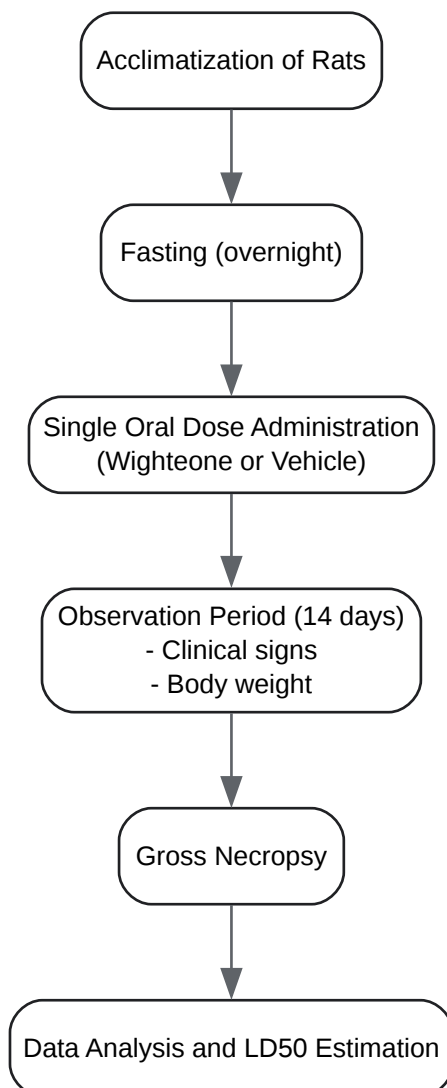 Acclimatization of Rats
Fasting (overnight)
Single Oral Dose Administration
(Wighteone or Vehicle)
Observation Period (14 days)
- Clinical signs
- Body weight
Gross Necropsy
Data Analysis and LD50 Estimation